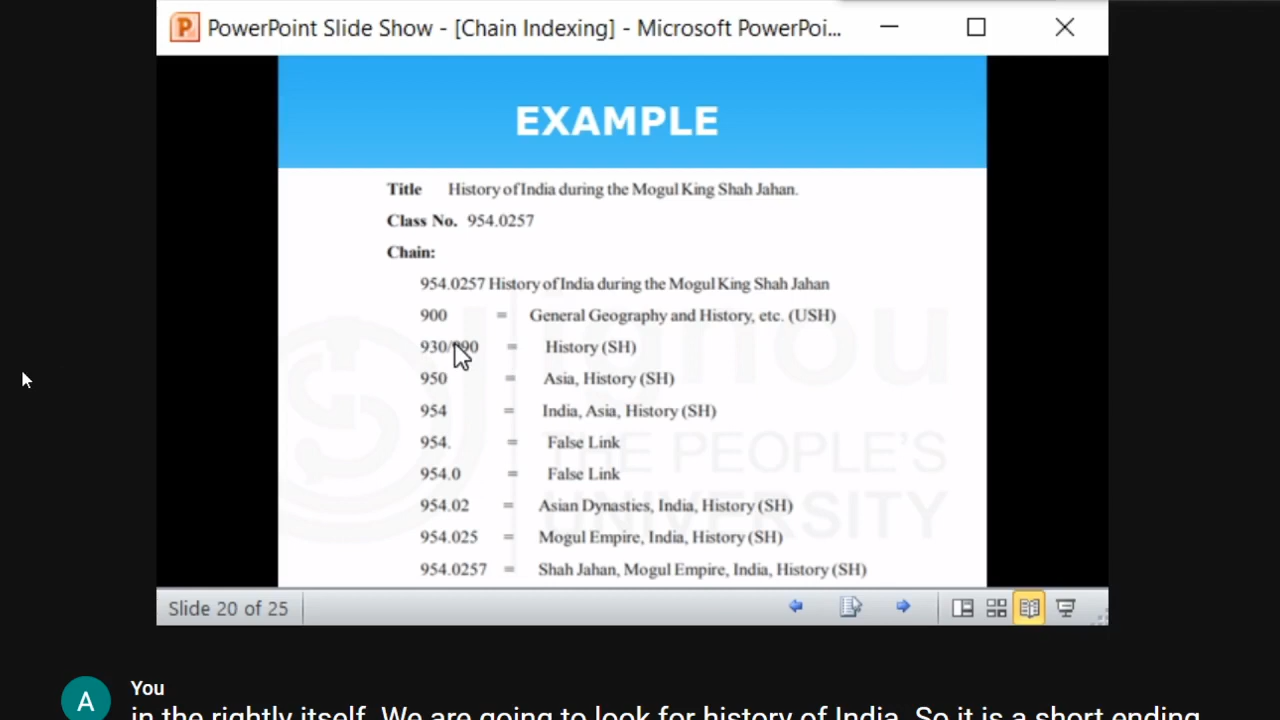 PowerPoint Slide Show - [Chain Indexing] - Microsoft PowerPoi...
EXAMPLE
Title History of India during the Mogul King Shah Jahan.
Class No. 954.0257
Chain:
954.0257 History of India during the Mogul King Shah Jahan
900 = General Geography and History, etc. (USH)
930/990 = History (SH)
950 = Asia, History (SH)
954 = India, Asia, History (SH)
954. = False Link
954.0 = False Link
954.02 = Asian Dynasties, India, History (SH)
954.025 = Mogul Empire, India, History (SH)
954.0257 = Shah Jahan, Mogul Empire, India, History (SH)
ignou
THE PEOPLE'S
UNIVERSITY
Slide 20 of 25
A
You
in the rightly itself. We are going to look for history of India. So it is a short ending